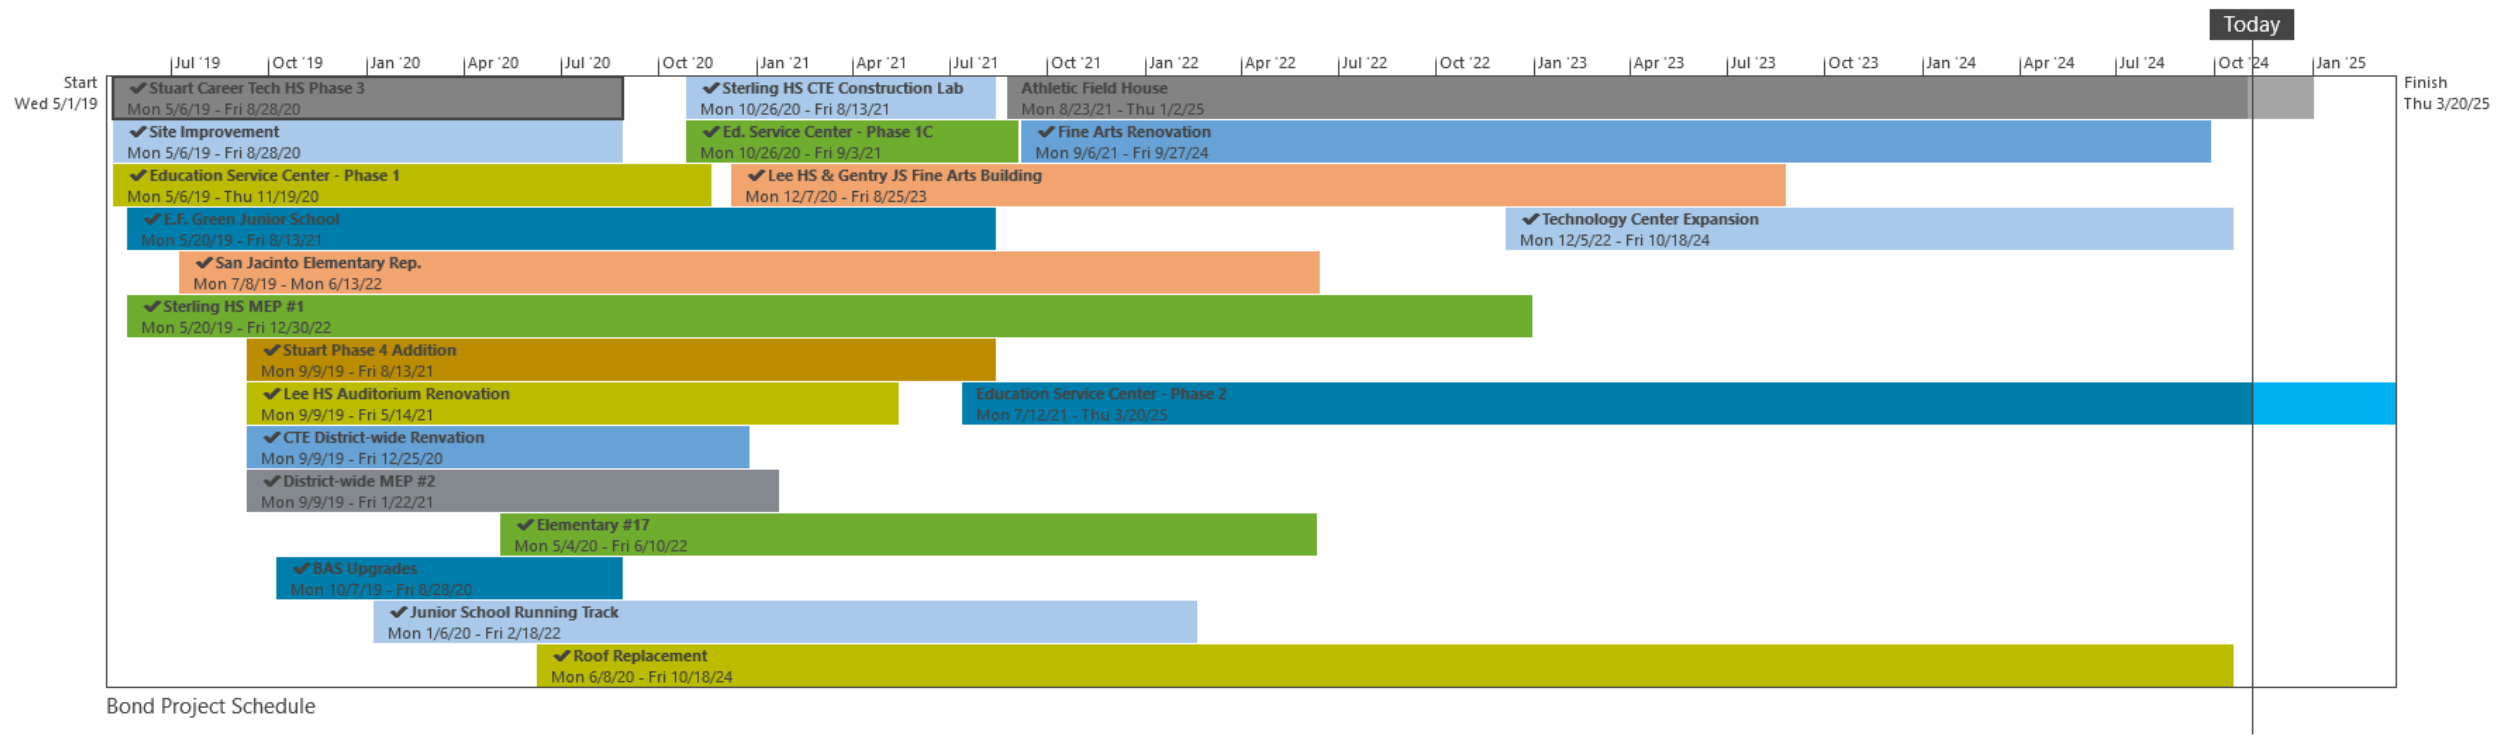 Today
Jul '19 Oct '19 Jan '20 Apr '20 Jul '20 Oct '20 Jan '21 Apr '21 Jul '21 Oct '21 Jan '22 Apr '22 Jul '22 Oct '22 Jan '23 Apr '23 Jul '23 Oct '23 Jan '24 Apr '24 Jul '24 Oct '24 Jan '25
Start
Wed 5/1/19
Finish
Thu 3/20/25
✔Stuart Career Tech HS Phase 3
Mon 5/6/19 - Fri 8/28/20
✔Sterling HS CTE Construction Lab
Mon 10/26/20 - Fri 8/13/21
Athletic Field House
Mon 8/23/21 - Thu 1/2/25
✔Site Improvement
Mon 5/6/19 - Fri 8/28/20
✔Ed. Service Center - Phase 1C
Mon 10/26/20 - Fri 9/3/21
✔Fine Arts Renovation
Mon 9/6/21 - Fri 9/27/24
✔Education Service Center - Phase 1
Mon 5/6/19 - Thu 11/19/20
✔Lee HS & Gentry JS Fine Arts Building
Mon 12/7/20 - Fri 8/25/23
✔E.F. Green Junior School
Mon 5/20/19 - Fri 8/13/21
✔Technology Center Expansion
Mon 12/5/22 - Fri 10/18/24
✔San Jacinto Elementary Rep.
Mon 7/8/19 - Mon 6/13/22
✔Sterling HS MEP #1
Mon 5/20/19 - Fri 12/30/22
✔Stuart Phase 4 Addition
Mon 9/9/19 - Fri 8/13/21
✔Lee HS Auditorium Renovation
Mon 9/9/19 - Fri 5/14/21
Education Service Center - Phase 2
Mon 7/12/21 - Thu 3/20/25
✔CTE District-wide Renvation
Mon 9/9/19 - Fri 12/25/20
✔District-wide MEP #2
Mon 9/9/19 - Fri 1/22/21
✔Elementary #17
Mon 5/4/20 - Fri 6/10/22
✔BAS Upgrades
Mon 10/7/19 - Fri 8/28/20
✔Junior School Running Track
Mon 1/6/20 - Fri 2/18/22
✔Roof Replacement
Mon 6/8/20 - Fri 10/18/24
Bond Project Schedule